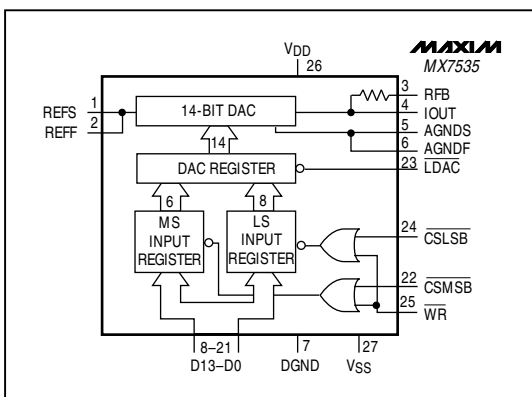 VDD
26
MAXIM
MX7535
REFS 1
REFF 2
14-BIT DAC
3 RFB
4 IOUT
5 AGNDS
6 AGNDF
14
DAC REGISTER
23 LDAC
6
8
MS INPUT REGISTER
LS INPUT REGISTER
24 CSLSB
22 CSMSB
25 WR
8–21
D13–D0
7
DGND
27
VSS